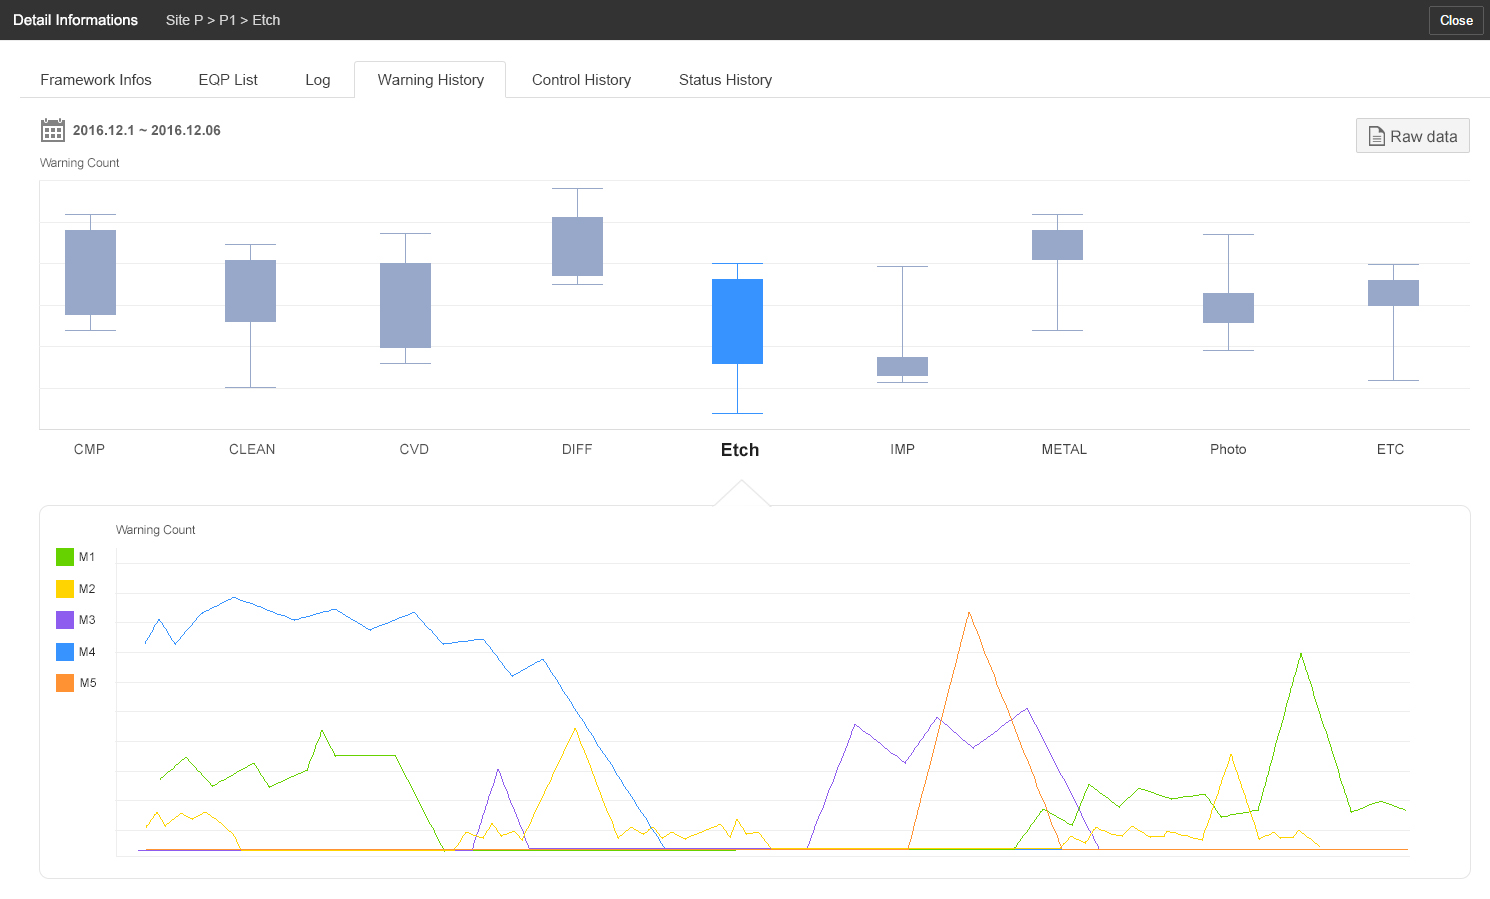 Detail Informations Site P > P1 > Etch Close
Framework Infos EQP List Log Warning History Control History Status History
2016.12.1 ~ 2016.12.06
Raw data
Warning Count
CMP CLEAN CVD DIFF Etch IMP METAL Photo ETC
Warning Count
M1
M2
M3
M4
M5